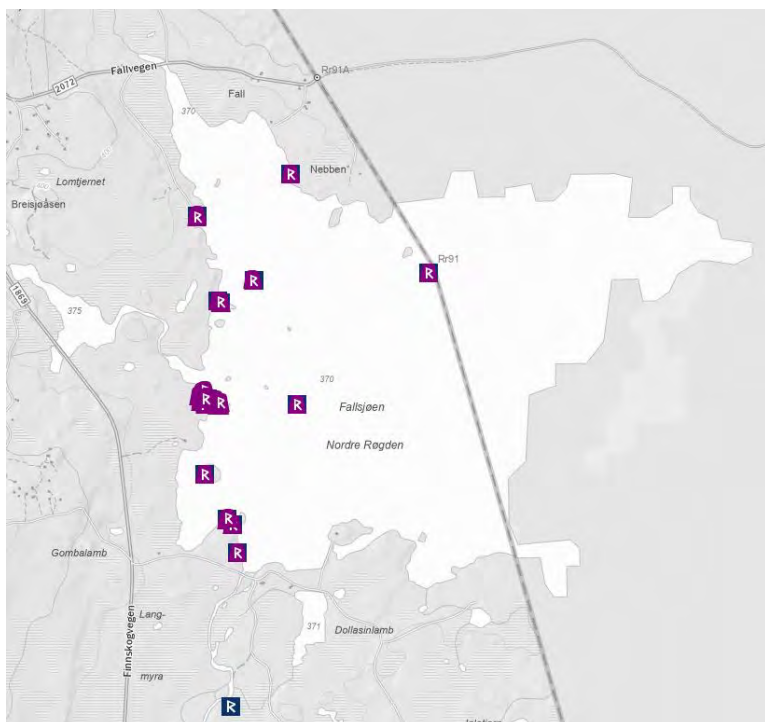 Rr91A
Fallvegen
2072
Fall
370
Nebben
Lomtjernet
Breisjøåsen
Rr91
1869
375
370
Fallsjøen
Nordre Røgden
Gombalamb
Lang-
371
Dollasinlamb
Finnskogvegen
myra